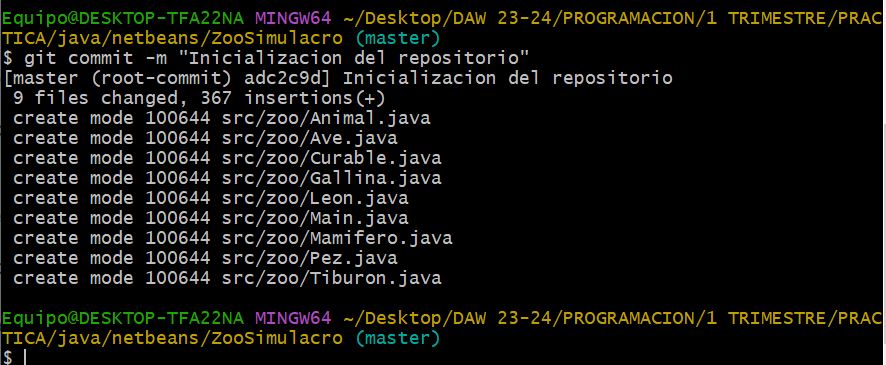 Equipo@DESKTOP-TFA22NA MINGW64 ~/Desktop/DAW 23-24/PROGRAMACION/1 TRIMESTRE/PRAC
TICA/java/netbeans/ZooSimulacro (master)
$ git commit -m "Inicializacion del repositorio"
[master (root-commit) adc2c9d] Inicializacion del repositorio
 9 files changed, 367 insertions(+)
 create mode 100644 src/zoo/Animal.java
 create mode 100644 src/zoo/Ave.java
 create mode 100644 src/zoo/Curable.java
 create mode 100644 src/zoo/Gallina.java
 create mode 100644 src/zoo/Leon.java
 create mode 100644 src/zoo/Main.java
 create mode 100644 src/zoo/Mamifero.java
 create mode 100644 src/zoo/Pez.java
 create mode 100644 src/zoo/Tiburon.java
Equipo@DESKTOP-TFA22NA MINGW64 ~/Desktop/DAW 23-24/PROGRAMACION/1 TRIMESTRE/PRAC
TICA/java/netbeans/ZooSimulacro (master)
$